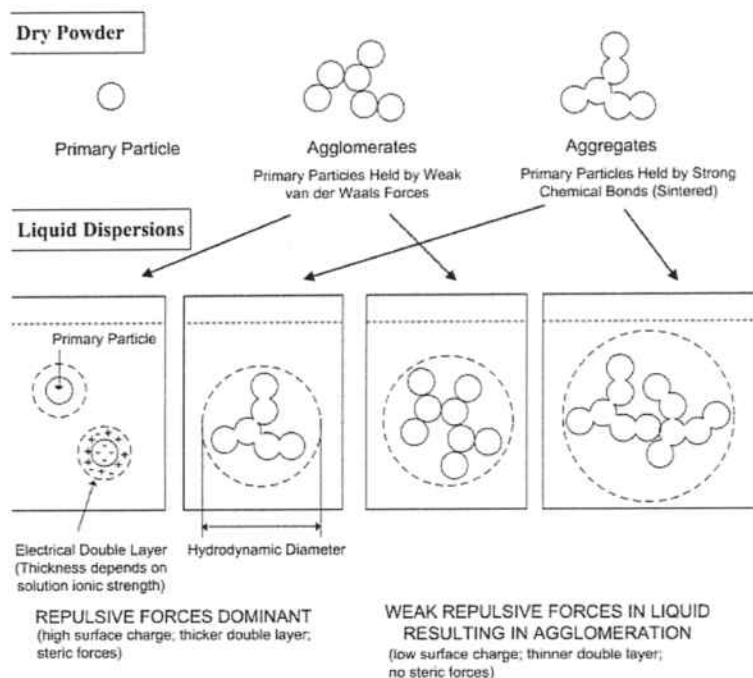 Dry Powder
Primary Particle
Agglomerates
Primary Particles Held by Weak
van der Waals Forces
Aggregates
Primary Particles Held by Strong
Chemical Bonds (Sintered)
Liquid Dispersions
Primary Particle
Electrical Double Layer
(Thickness depends on
solution ionic strength)
Hydrodynamic Diameter
REPULSIVE FORCES DOMINANT
(high surface charge; thicker double layer;
steric forces)
WEAK REPULSIVE FORCES IN LIQUID
RESULTING IN AGGLOMERATION
(low surface charge; thinner double layer;
no steric forces)